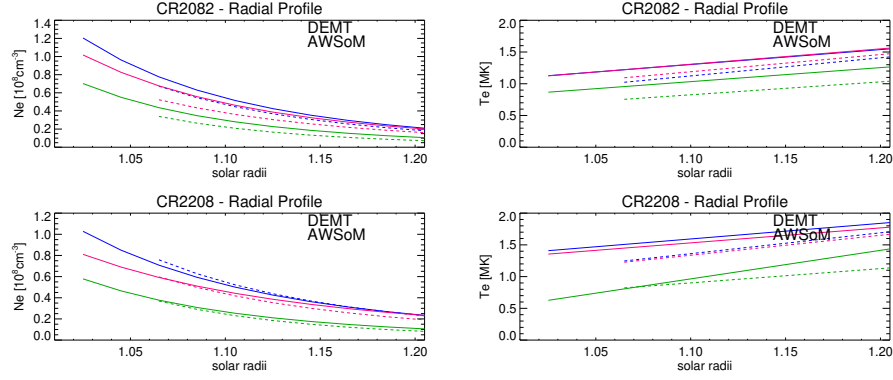 CR2082 - Radial Profile
DEMT
AWSoM
Ne [10⁸cm⁻³]
1.4
1.2
1.0
0.8
0.6
0.4
0.2
0.0
1.05 1.10 1.15 1.20
solar radii
CR2082 - Radial Profile
DEMT
AWSoM
Te [MK]
2.0
1.5
1.0
0.5
0.0
1.05 1.10 1.15 1.20
solar radii
CR2208 - Radial Profile
DEMT
AWSoM
Ne [10⁸cm⁻³]
1.2
1.0
0.8
0.6
0.4
0.2
0.0
1.05 1.10 1.15 1.20
solar radii
CR2208 - Radial Profile
DEMT
AWSoM
Te [MK]
2.0
1.5
1.0
0.5
0.0
1.05 1.10 1.15 1.20
solar radii